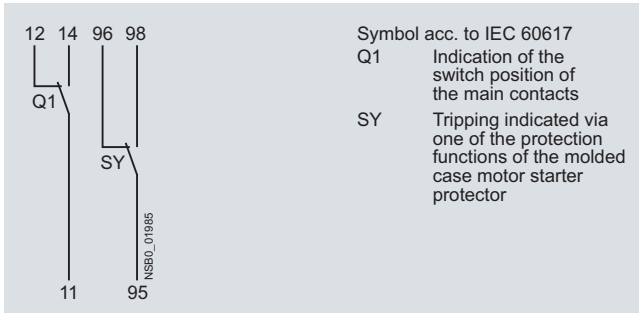 12 14 96 98
Q1
SY
NSB0_01985
11 95
Symbol acc. to IEC 60617
Q1 Indication of the
switch position of
the main contacts
SY Tripping indicated via
one of the protection
functions of the molded
case motor starter
protector